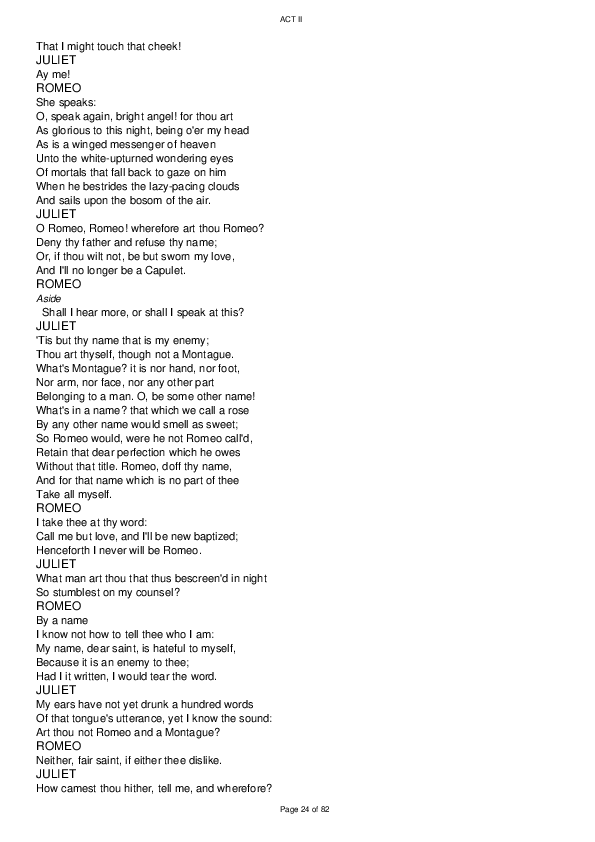 ACT II
That I might touch that cheek!
JULIET
Ay me!
ROMEO
She speaks:
O, speak again, bright angel! for thou art
As glorious to this night, being o'er my head
As is a winged messenger of heaven
Unto the white-upturned wondering eyes
Of mortals that fall back to gaze on him
When he bestrides the lazy-pacing clouds
And sails upon the bosom of the air.
JULIET
O Romeo, Romeo! wherefore art thou Romeo?
Deny thy father and refuse thy name;
Or, if thou wilt not, be but sworn my love,
And I'll no longer be a Capulet.
ROMEO
Aside
Shall I hear more, or shall I speak at this?
JULIET
'Tis but thy name that is my enemy;
Thou art thyself, though not a Montague.
What's Montague? it is nor hand, nor foot,
Nor arm, nor face, nor any other part
Belonging to a man. O, be some other name!
What's in a name? that which we call a rose
By any other name would smell as sweet;
So Romeo would, were he not Romeo call'd,
Retain that dear perfection which he owes
Without that title. Romeo, doff thy name,
And for that name which is no part of thee
Take all myself.
ROMEO
I take thee at thy word:
Call me but love, and I'll be new baptized;
Henceforth I never will be Romeo.
JULIET
What man art thou that thus bescreen'd in night
So stumblest on my counsel?
ROMEO
By a name
I know not how to tell thee who I am:
My name, dear saint, is hateful to myself,
Because it is an enemy to thee;
Had I it written, I would tear the word.
JULIET
My ears have not yet drunk a hundred words
Of that tongue's utterance, yet I know the sound:
Art thou not Romeo and a Montague?
ROMEO
Neither, fair saint, if either thee dislike.
JULIET
How camest thou hither, tell me, and wherefore?
Page 24 of 82